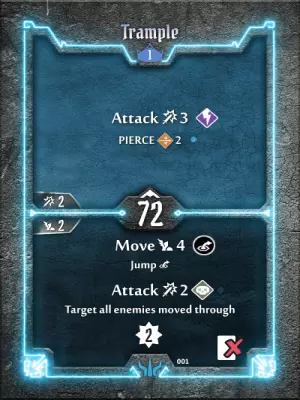 Trample
1
Attack 3
PIERCE 2
2
72
2
Move 4
Jump
Attack 2
Target all enemies moved through
2
001